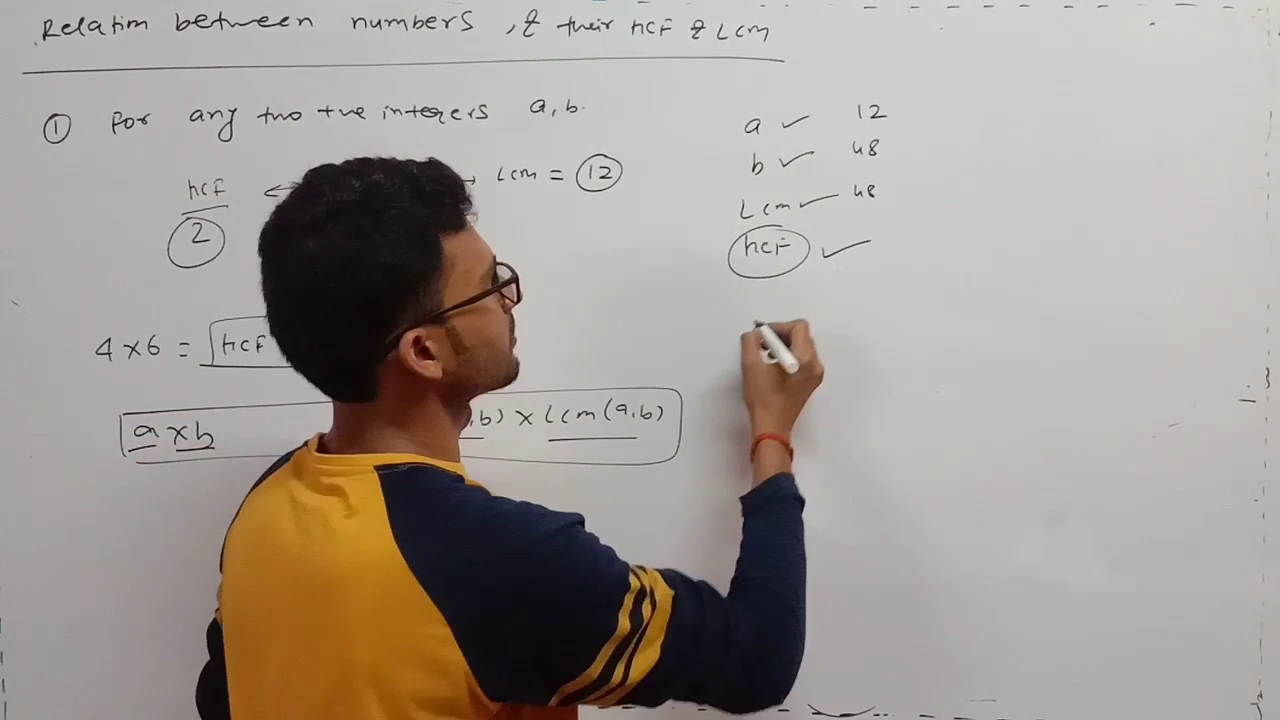 Relation between numbers, & their HCF & LCM
① For any two +ve integers a, b.
HCF ← → LCM = 12
2
4 × 6 = HCF
a × b , b) × LCM (a, b)
a ✓ 12
b ✓ 48
LCM ✓ 48
HCF ✓